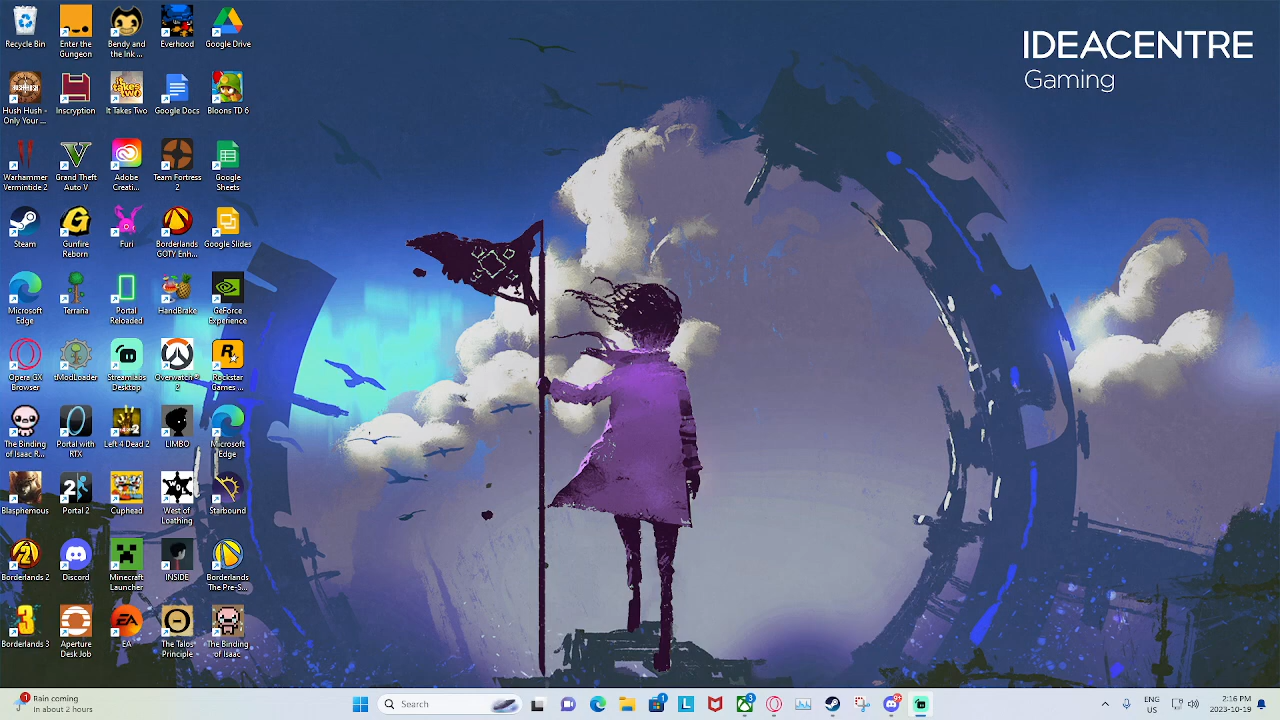 IDEACENTRE
Gaming
Recycle Bin
Enter the
Gungeon
Bendy and
the Ink ...
Everhood
Google Drive
Hush Hush -
Only Your ...
Inscryption
It Takes Two
Google Docs
Bloons TD 6
Warhammer
Vermintide 2
Grand Theft
Auto V
Adobe
Creati...
Team Fortress
2
Google
Sheets
Steam
Gunfire
Reborn
Furi
Borderlands
GOTY Enh...
Google Slides
Microsoft
Edge
Terraria
Portal
Reloaded
HandBrake
GeForce
Experience
Opera GX
Browser
tModLoader
Streamlabs
Desktop
Overwatch 2
Rockstar
Games ...
The Binding
of Isaac R...
Portal with
RTX
Left 4 Dead 2
LIMBO
Microsoft
Edge
Blasphemous
Portal 2
Cuphead
West of
Loathing
Starbound
Borderlands
2
Discord
Minecraft
Launcher
INSIDE
Borderlands
The Pre-S...
Borderlands 3
Aperture
Desk Job
EA
The Talos
Principle
The Binding
of Isaac
Rain coming
In about 2 hours
Search
ENG
US
2:16 PM
2023-10-19